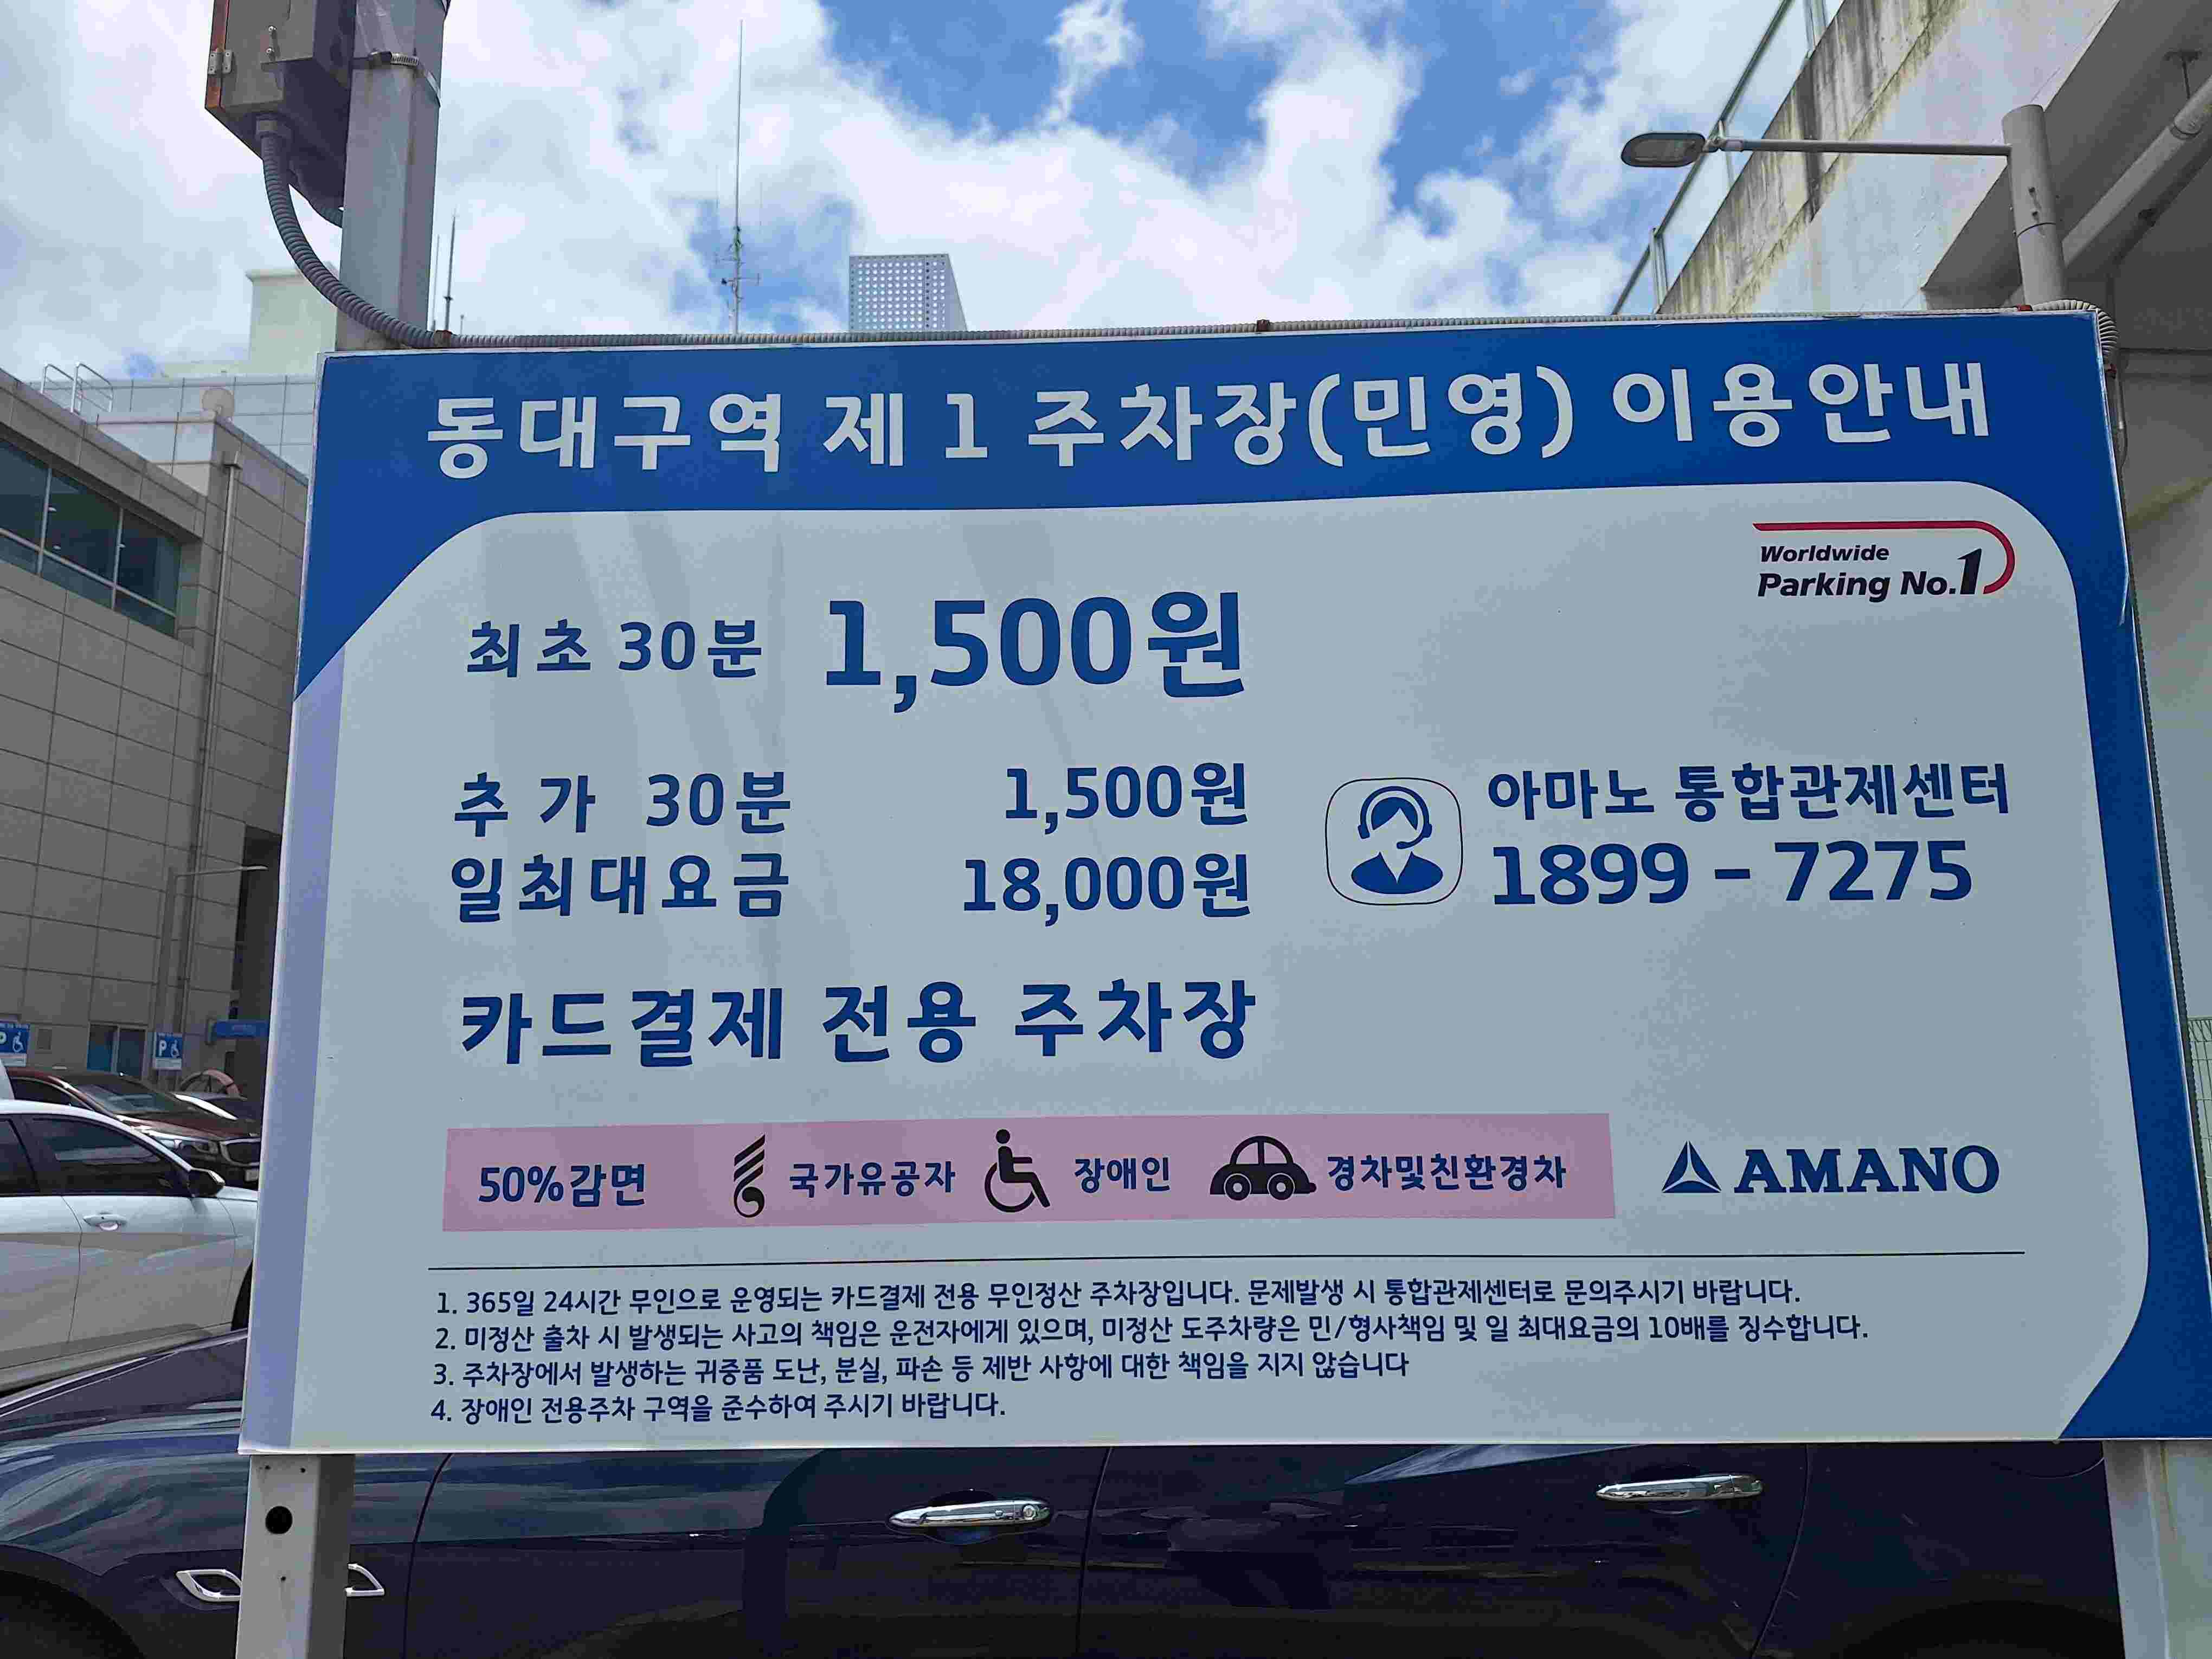 동대구역 제 1 주차장(민영) 이용안내
Worldwide
Parking No.1
최초 30분 1,500원
추가 30분 1,500원
일최대요금 18,000원
아마노 통합관제센터
1899 - 7275
카드결제 전용 주차장
50%감면 국가유공자 장애인 경차및친환경차
AMANO
1. 365일 24시간 무인으로 운영되는 카드결제 전용 무인정산 주차장입니다. 문제발생 시 통합관제센터로 문의주시기 바랍니다.
2. 미정산 출차 시 발생되는 사고의 책임은 운전자에게 있으며, 미정산 도주차량은 민/형사책임 및 일 최대요금의 10배를 징수합니다.
3. 주차장에서 발생하는 귀중품 도난, 분실, 파손 등 제반 사항에 대한 책임을 지지 않습니다
4. 장애인 전용주차 구역을 준수하여 주시기 바랍니다.
P
P